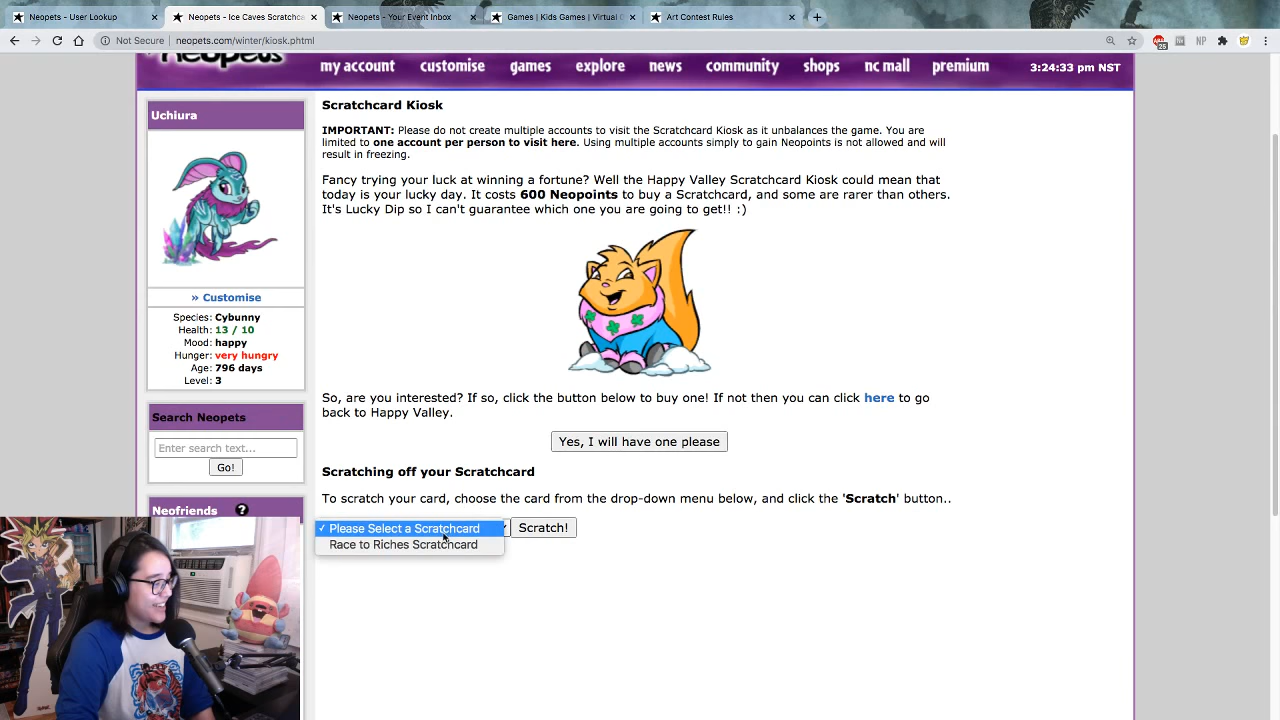 Neopets - User Lookup
Neopets - Ice Caves Scratchca
Neopets - Your Event Inbox
Games | Kids Games | Virtual
Art Contest Rules
Not Secure | neopets.com/winter/kiosk.phtml
Neopets
my account
customise
games
explore
news
community
shops
nc mall
premium
3:24:33 pm NST
Uchiura
» Customise
Species: Cybunny
Health: 13 / 10
Mood: happy
Hunger: very hungry
Age: 796 days
Level: 3
Search Neopets
Enter search text...
Go!
Neofriends ?
Scratchcard Kiosk
IMPORTANT: Please do not create multiple accounts to visit the Scratchcard Kiosk as it unbalances the game. You are
limited to one account per person to visit here. Using multiple accounts simply to gain Neopoints is not allowed and will
result in freezing.
Fancy trying your luck at winning a fortune? Well the Happy Valley Scratchcard Kiosk could mean that
today is your lucky day. It costs 600 Neopoints to buy a Scratchcard, and some are rarer than others.
It's Lucky Dip so I can't guarantee which one you are going to get!! :)
So, are you interested? If so, click the button below to buy one! If not then you can click here to go
back to Happy Valley.
Yes, I will have one please
Scratching off your Scratchcard
To scratch your card, choose the card from the drop-down menu below, and click the 'Scratch' button..
✓ Please Select a Scratchcard
Scratch!
Race to Riches Scratchcard